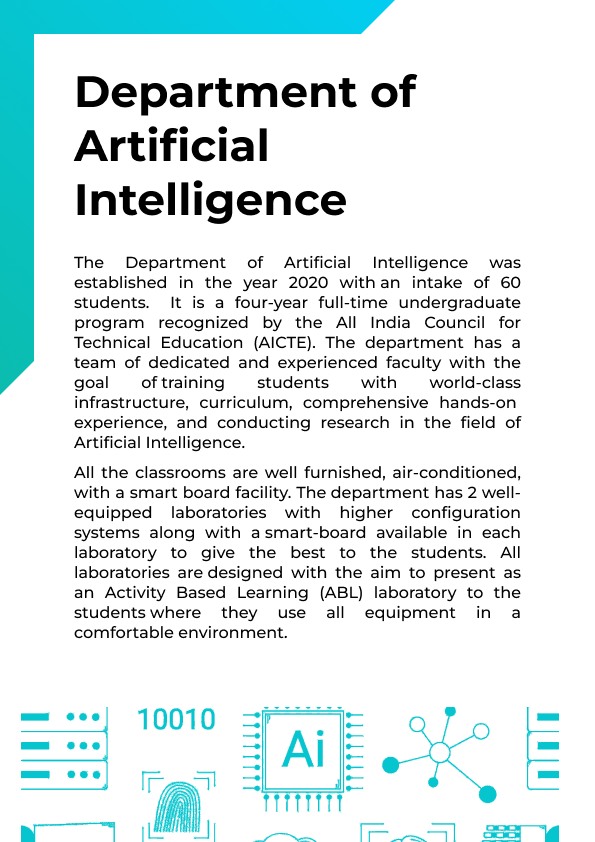 Department of
Artificial
Intelligence
The Department of Artificial Intelligence was
established in the year 2020 with an intake of 60
students. It is a four-year full-time undergraduate
program recognized by the All India Council for
Technical Education (AICTE). The department has a
team of dedicated and experienced faculty with the
goal of training students with world-class
infrastructure, curriculum, comprehensive hands-on
experience, and conducting research in the field of
Artificial Intelligence.
All the classrooms are well furnished, air-conditioned,
with a smart board facility. The department has 2 well-
equipped laboratories with higher configuration
systems along with a smart-board available in each
laboratory to give the best to the students. All
laboratories are designed with the aim to present as
an Activity Based Learning (ABL) laboratory to the
students where they use all equipment in a
comfortable environment.
10010
Ai